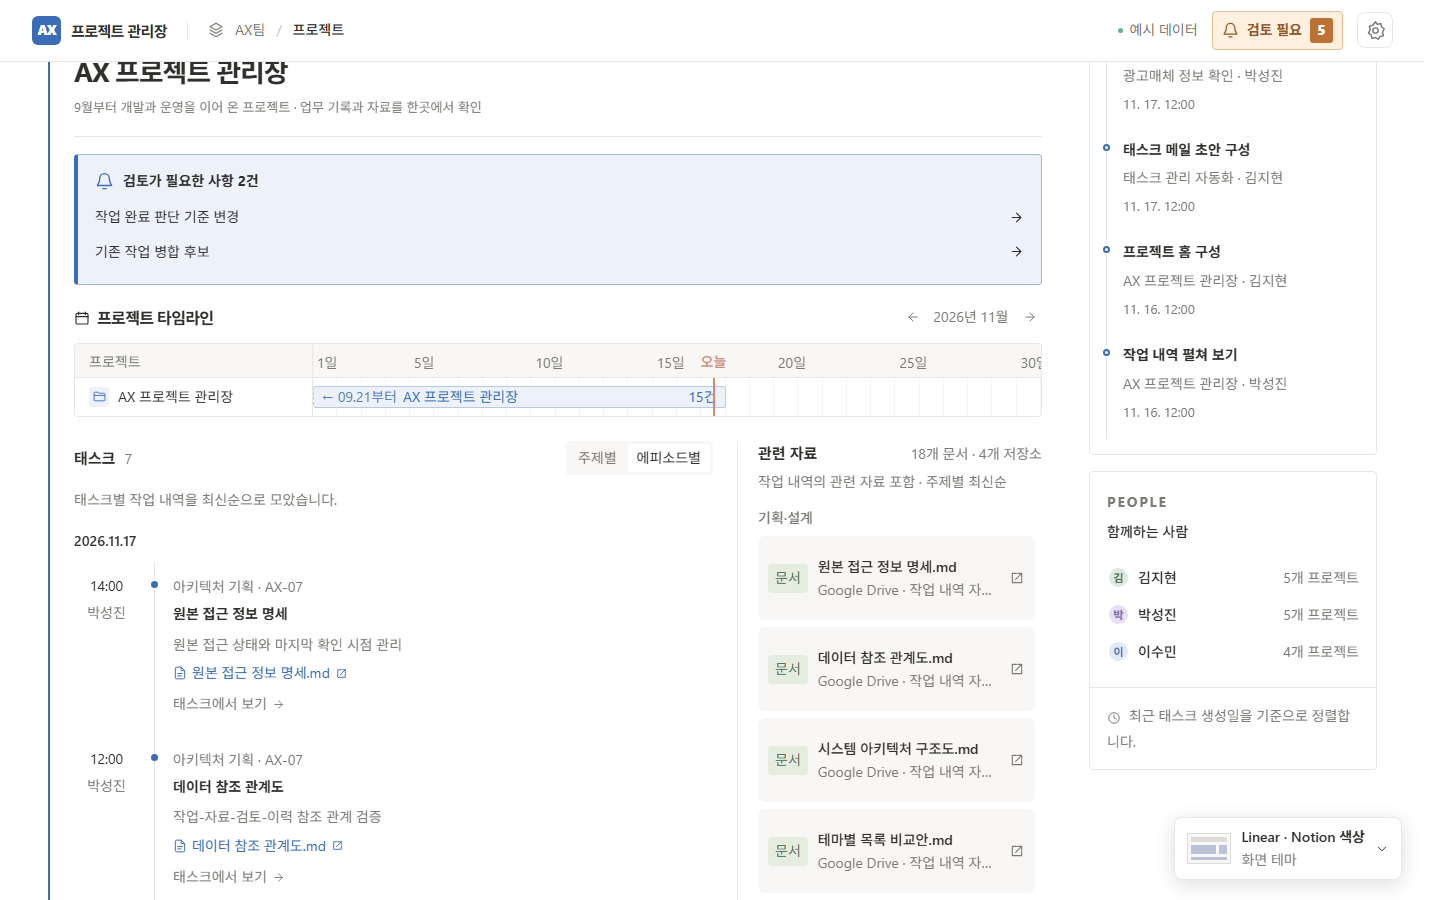 AX 프로젝트 관리장
AX팀 / 프로젝트
예시 데이터
검토 필요 5
AX 프로젝트 관리장
9월부터 개발과 운영을 이어 온 프로젝트 · 업무 기록과 자료를 한곳에서 확인
검토가 필요한 사항 2건
작업 완료 판단 기준 변경 →
기존 작업 병합 후보 →
프로젝트 타임라인
← 2026년 11월 →
프로젝트 1일 5일 10일 15일 오늘 20일 25일 30일
AX 프로젝트 관리장
← 09.21부터 AX 프로젝트 관리장 15건
태스크 7
주제별 에피소드별
태스크별 작업 내역을 최신순으로 모았습니다.
2026.11.17
14:00
박성진
아키텍처 기획 · AX-07
원본 접근 정보 명세
원본 접근 상태와 마지막 확인 시점 관리
원본 접근 정보 명세.md
태스크에서 보기 →
12:00
박성진
아키텍처 기획 · AX-07
데이터 참조 관계도
작업-자료-검토-이력 참조 관계 검증
데이터 참조 관계도.md
태스크에서 보기 →
관련 자료 18개 문서 · 4개 저장소
작업 내역의 관련 자료 포함 · 주제별 최신순
기획·설계
문서
원본 접근 정보 명세.md
Google Drive · 작업 내역 자...
문서
데이터 참조 관계도.md
Google Drive · 작업 내역 자...
문서
시스템 아키텍처 구조도.md
Google Drive · 작업 내역 자...
문서
테마별 목록 비교안.md
Google Drive · 작업 내역 자...
광고매체 정보 확인 · 박성진
11. 17. 12:00
태스크 메일 초안 구성
태스크 관리 자동화 · 김지현
11. 17. 12:00
프로젝트 홈 구성
AX 프로젝트 관리장 · 김지현
11. 16. 12:00
작업 내역 펼쳐 보기
AX 프로젝트 관리장 · 박성진
11. 16. 12:00
PEOPLE
함께하는 사람
김 김지현 5개 프로젝트
박 박성진 5개 프로젝트
이 이수민 4개 프로젝트
최근 태스크 생성일을 기준으로 정렬합
니다.
Linear · Notion 색상
화면 테마